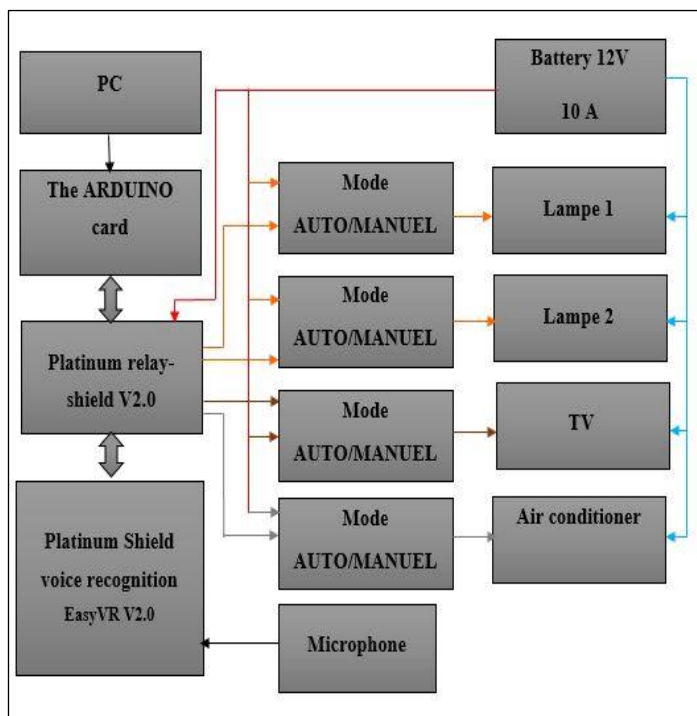 PC
Battery 12V
10 A
The ARDUINO
card
Mode
AUTO/MANUEL
Lampe 1
Mode
AUTO/MANUEL
Lampe 2
Platinum relay-
shield V2.0
Mode
AUTO/MANUEL
TV
Platinum Shield
voice recognition
EasyVR V2.0
Mode
AUTO/MANUEL
Air conditioner
Microphone